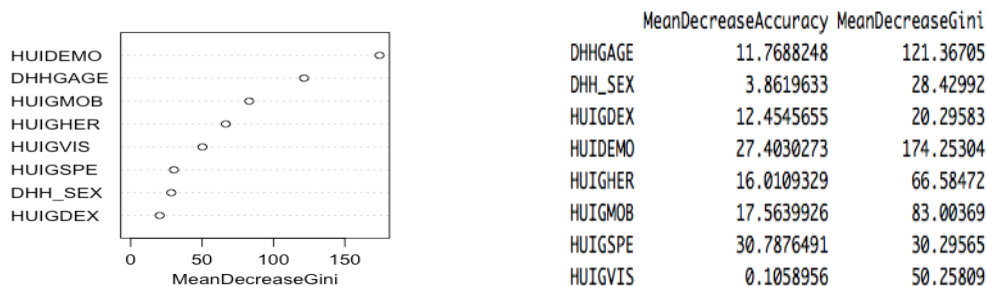 HUIDEMO
DHHGAGE
HUIGMOB
HUIGHER
HUIGVIS
HUIGSPE
DHH_SEX
HUIGDEX
0 50 100 150
MeanDecreaseGini
MeanDecreaseAccuracy MeanDecreaseGini
DHHGAGE 11.7688248 121.36705
DHH_SEX 3.8619633 28.42992
HUIGDEX 12.4545655 20.29583
HUIDEMO 27.4030273 174.25304
HUIGHER 16.0109329 66.58472
HUIGMOB 17.5639926 83.00369
HUIGSPE 30.7876491 30.29565
HUIGVIS 0.1058956 50.25809